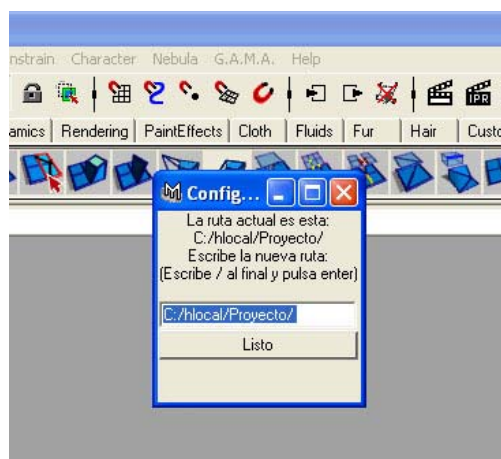 nstrain Character Nebula G.A.M.A. Help
IPR
amics Rendering PaintEffects Cloth Fluids Fur Hair Custo
Config...
La ruta actual es esta:
C:/hlocal/Proyecto/
Escribe la nueva ruta:
(Escribe / al final y pulsa enter)
C:/hlocal/Proyecto/
Listo